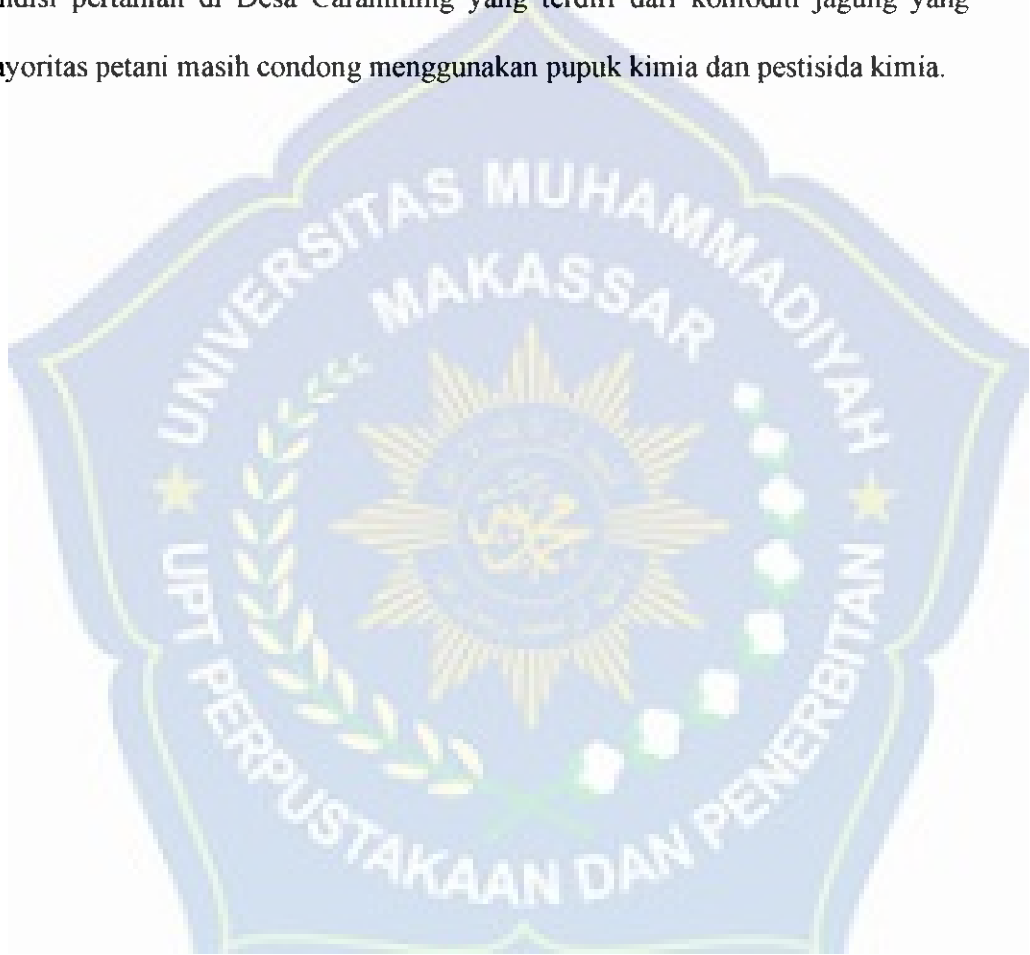 pertanian di Desa Caramming yang terdiri dari komoditi jagung yang
ayoritas petani masih condong menggunakan pupuk kimia dan pestisida kimia.
UNIVERSITAS MUHAMMADIYAH
MAKASSAR
UPT PERPUSTAKAAN DAN PENERBITAN